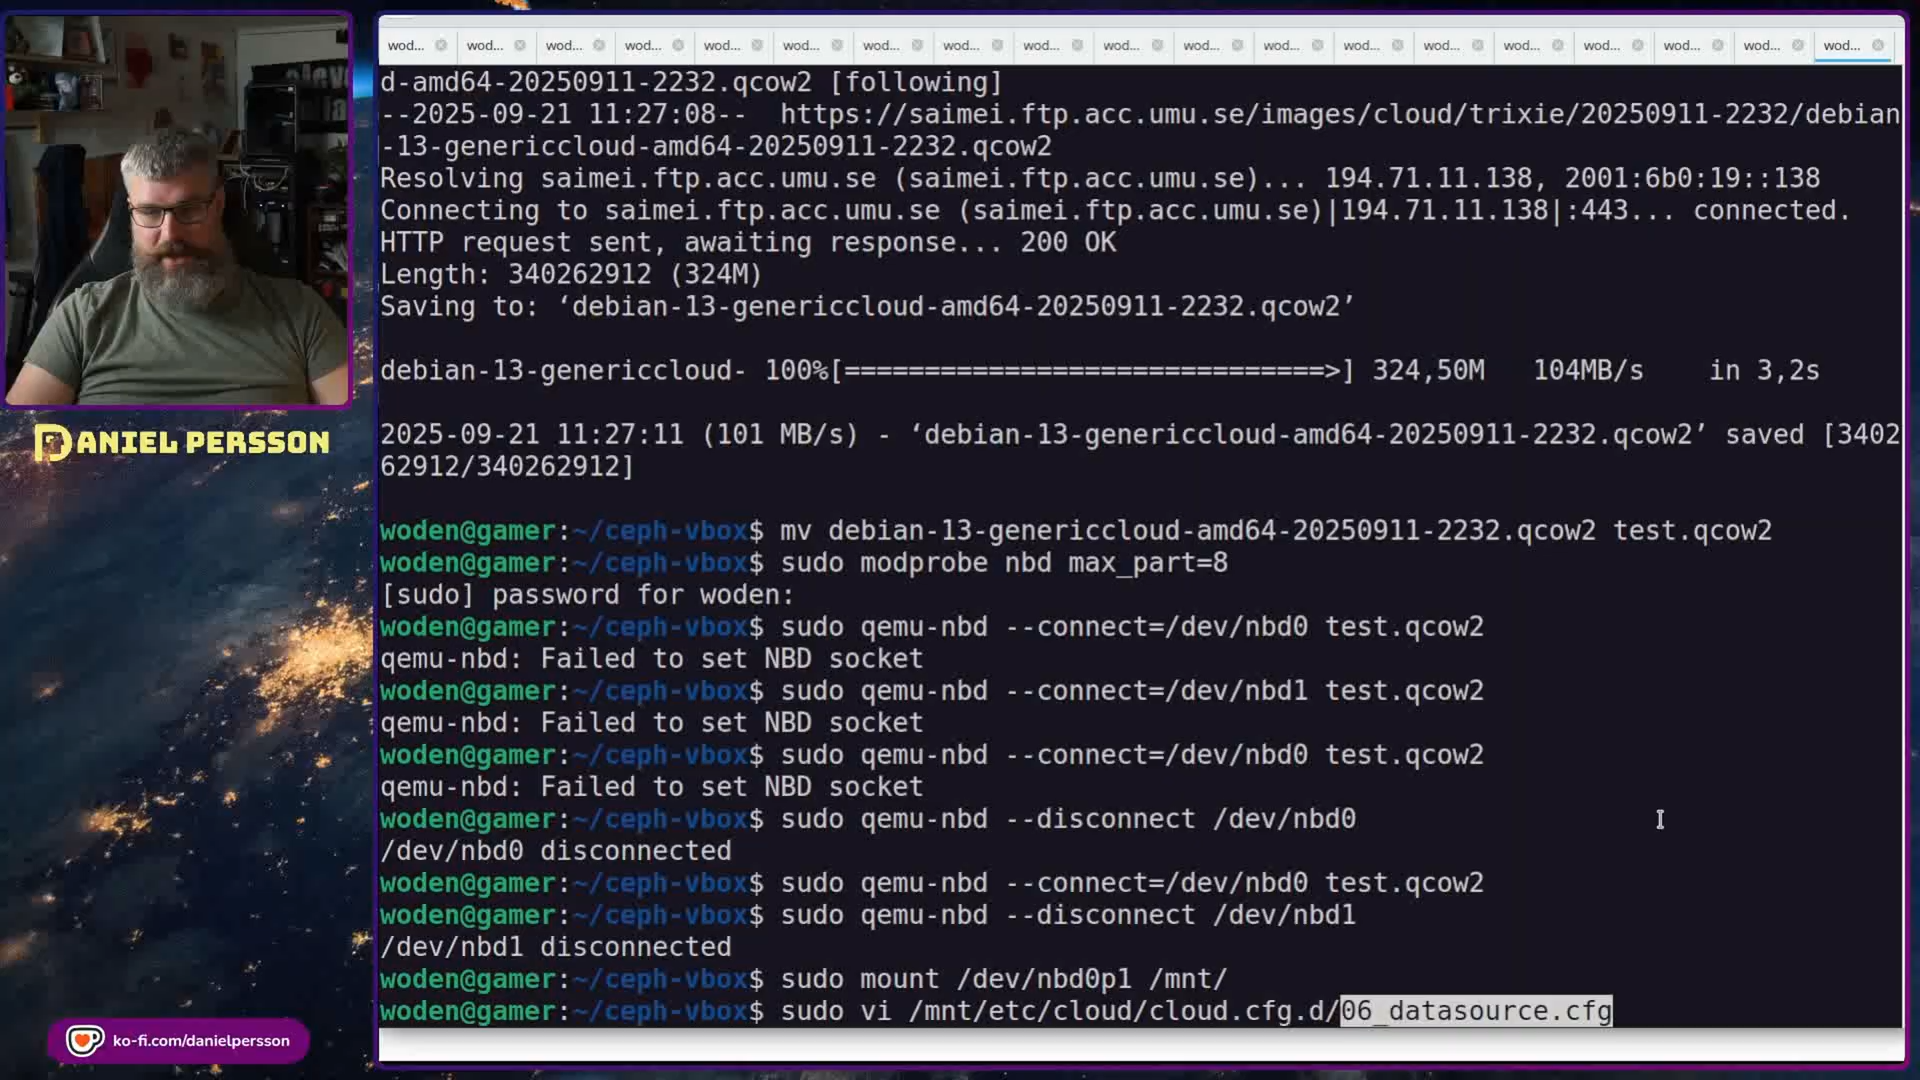 wod... wod... wod... wod... wod... wod... wod... wod... wod... wod... wod... wod... wod... wod... wod... wod... wod... wod... wod...
d-amd64-20250911-2232.qcow2 [following]
--2025-09-21 11:27:08-- https://saimei.ftp.acc.umu.se/images/cloud/trixie/20250911-2232/debian
-13-genericcloud-amd64-20250911-2232.qcow2
Resolving saimei.ftp.acc.umu.se (saimei.ftp.acc.umu.se)... 194.71.11.138, 2001:6b0:19::138
Connecting to saimei.ftp.acc.umu.se (saimei.ftp.acc.umu.se)|194.71.11.138|:443... connected.
HTTP request sent, awaiting response... 200 OK
Length: 340262912 (324M)
Saving to: ‘debian-13-genericcloud-amd64-20250911-2232.qcow2’
debian-13-genericcloud- 100%[==============================>] 324,50M 104MB/s in 3,2s
2025-09-21 11:27:11 (101 MB/s) - ‘debian-13-genericcloud-amd64-20250911-2232.qcow2’ saved [3402
62912/340262912]
woden@gamer:~/ceph-vbox$ mv debian-13-genericcloud-amd64-20250911-2232.qcow2 test.qcow2
woden@gamer:~/ceph-vbox$ sudo modprobe nbd max_part=8
[sudo] password for woden:
woden@gamer:~/ceph-vbox$ sudo qemu-nbd --connect=/dev/nbd0 test.qcow2
qemu-nbd: Failed to set NBD socket
woden@gamer:~/ceph-vbox$ sudo qemu-nbd --connect=/dev/nbd1 test.qcow2
qemu-nbd: Failed to set NBD socket
woden@gamer:~/ceph-vbox$ sudo qemu-nbd --connect=/dev/nbd0 test.qcow2
qemu-nbd: Failed to set NBD socket
woden@gamer:~/ceph-vbox$ sudo qemu-nbd --disconnect /dev/nbd0
/dev/nbd0 disconnected
woden@gamer:~/ceph-vbox$ sudo qemu-nbd --connect=/dev/nbd0 test.qcow2
woden@gamer:~/ceph-vbox$ sudo qemu-nbd --disconnect /dev/nbd1
/dev/nbd1 disconnected
woden@gamer:~/ceph-vbox$ sudo mount /dev/nbd0p1 /mnt/
woden@gamer:~/ceph-vbox$ sudo vi /mnt/etc/cloud/cloud.cfg.d/06_datasource.cfg
DANIEL PERSSON
ko-fi.com/danielpersson